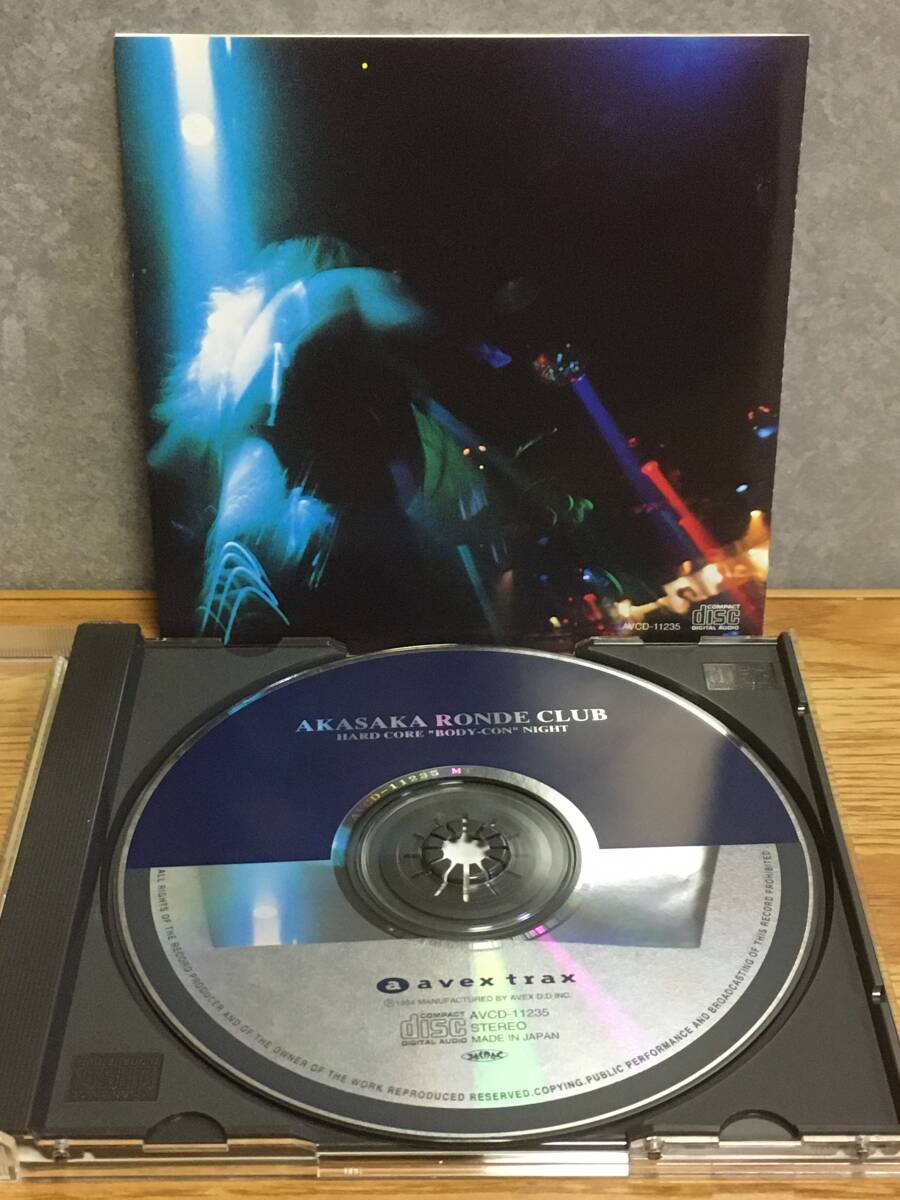 AVCD-11235
COMPACT
disc
DIGITAL AUDIO
AKASAKA RONDE CLUB
HARD CORE "BODY-CON" NIGHT
AVCD-11235 M
a avex trax
Ⓟ1994 MANUFACTURED BY AVEX D.D.INC.
COMPACT
disc
DIGITAL AUDIO
AVCD-11235
STEREO
MADE IN JAPAN
ALL RIGHTS OF THE RECORD PRODUCER AND OF THE OWNER OF THE WORK REPRODUCED RESERVED.COPYING.PUBLIC PERFORMANCE AND BROADCASTING OF THIS RECORD PROHIBITED